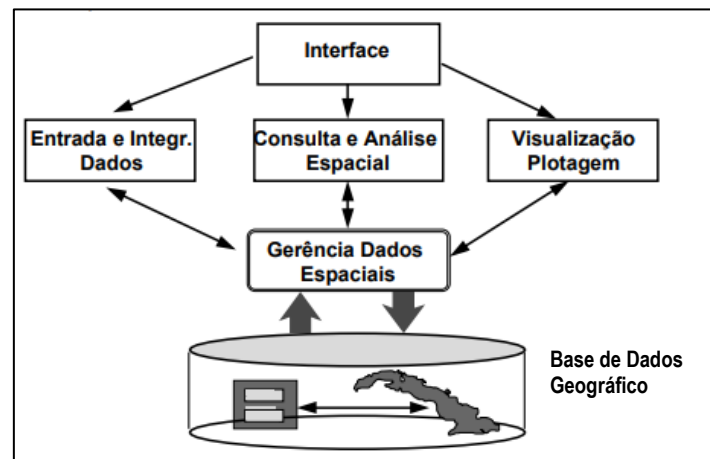 Interface
Entrada e Integr.
Dados
Consulta e Análise
Espacial
Visualização
Plotagem
Gerência Dados
Espaciais
Base de Dados
Geográfico